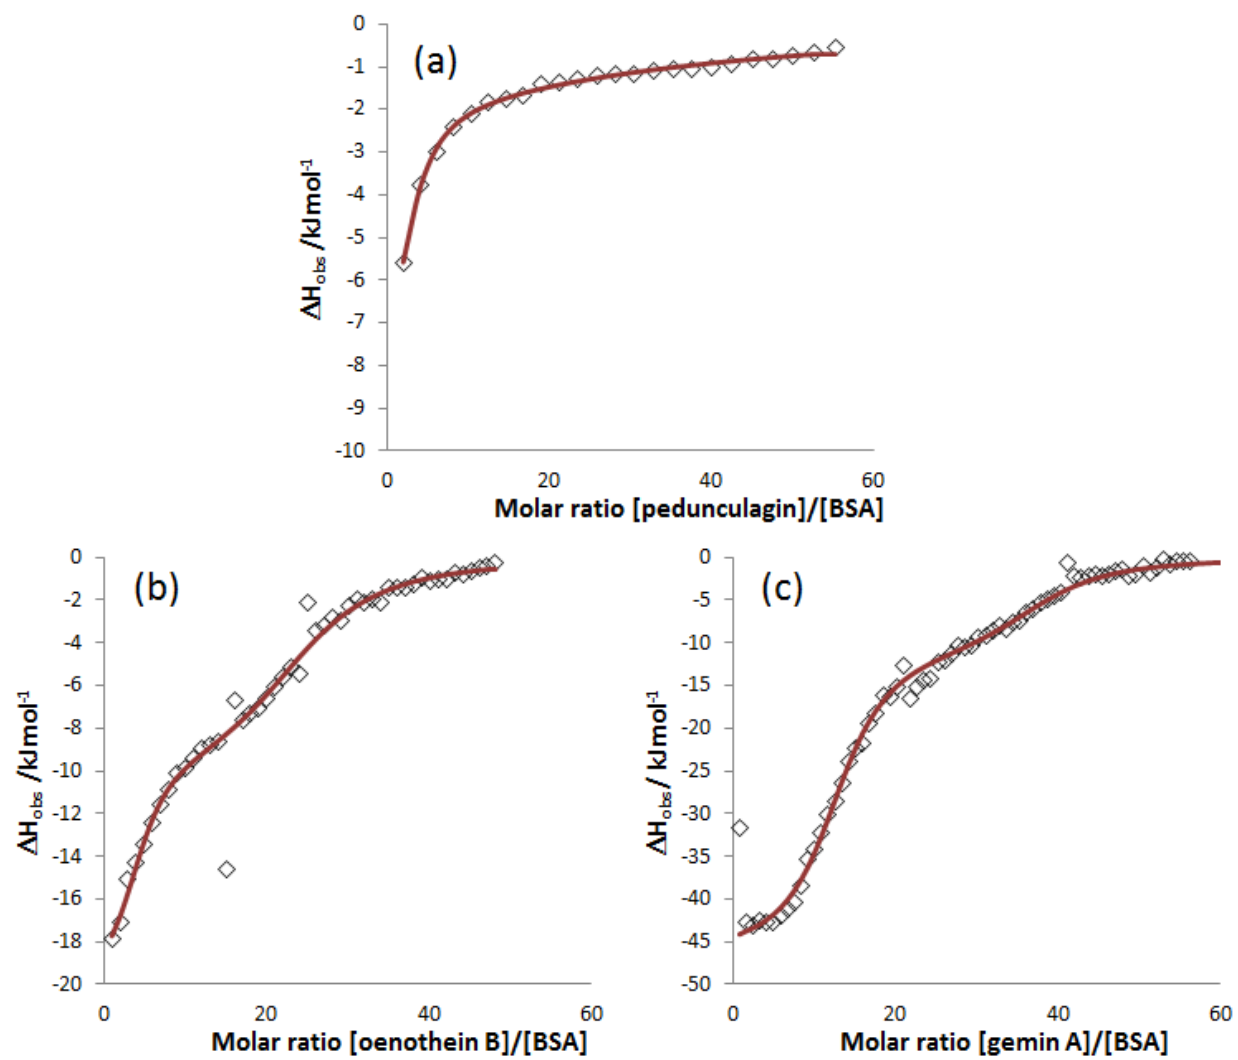 (a)
0
-1
-2
-3
-4
-5
-6
-7
-8
-9
-10
ΔHobs /kJmol-1
0 20 40 60
Molar ratio [pedunculagin]/[BSA]
(b)
0
-2
-4
-6
-8
-10
-12
-14
-16
-18
-20
ΔHobs /kJmol-1
0 20 40 60
Molar ratio [oenothein B]/[BSA]
(c)
0
-5
-10
-15
-20
-25
-30
-35
-40
-45
-50
ΔHobs/ kJmol-1
0 20 40 60
Molar ratio [gemin A]/[BSA]